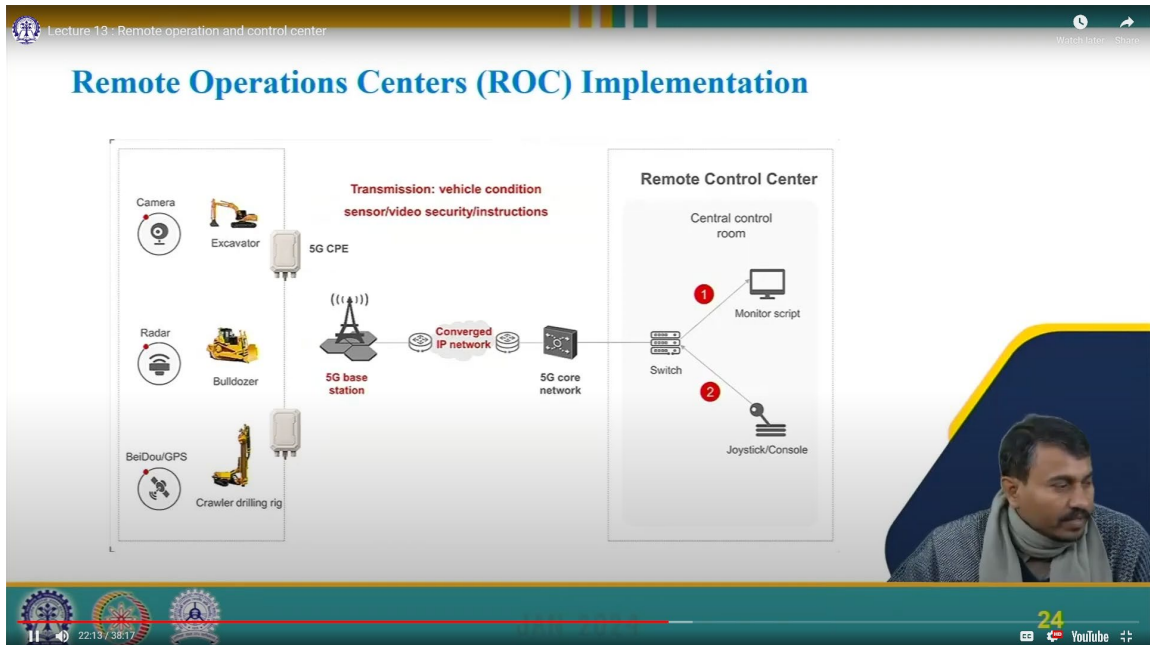 Lecture 13 : Remote operation and control center
Watch later
Share
Remote Operations Centers (ROC) Implementation
Transmission: vehicle condition
sensor/video security/instructions
Camera
Excavator
5G CPE
Radar
Bulldozer
BeiDou/GPS
Crawler drilling rig
5G base
station
Converged
IP network
5G core
network
Remote Control Center
Central control
room
1
Monitor script
Switch
2
Joystick/Console
24
22:13 / 38:17
CC
HD
YouTube